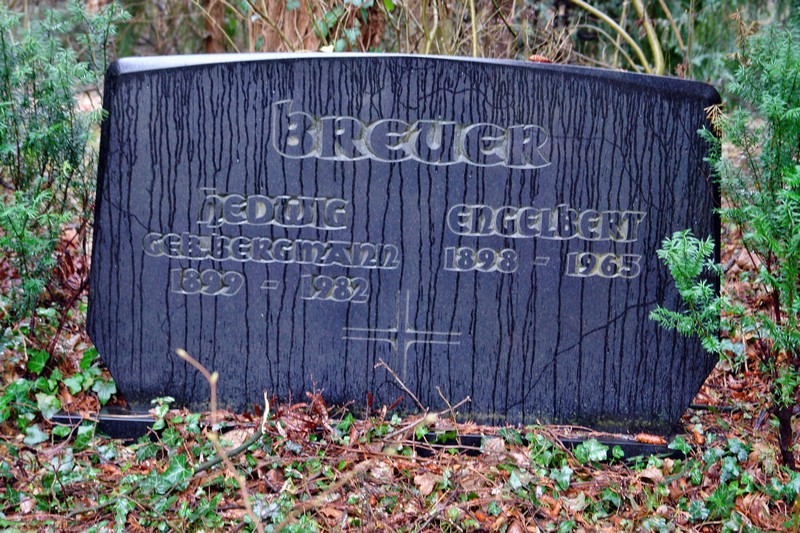 BREUER
HEDWIG
GEB. BERGMANN
1899 - 1982
ENGELBERT
1898 - 1965